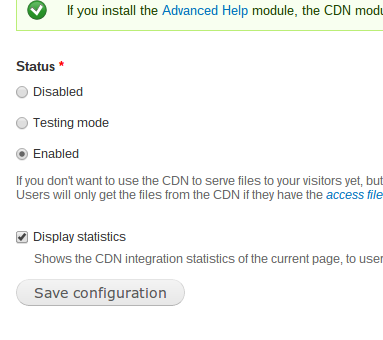 If you install the Advanced Help module, the CDN modu
Status *
Disabled
Testing mode
Enabled
If you don't want to use the CDN to serve files to your visitors yet, but
Users will only get the files from the CDN if they have the access file
Display statistics
Shows the CDN integration statistics of the current page, to user
Save configuration